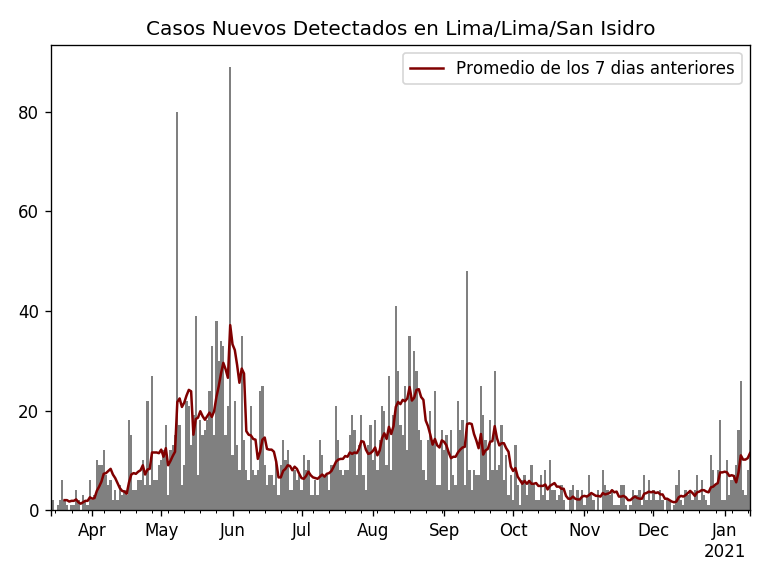 Casos Nuevos Detectados en Lima/Lima/San Isidro
Promedio de los 7 dias anteriores
80
60
40
20
0
Apr May Jun Jul Aug Sep Oct Nov Dec Jan
2021